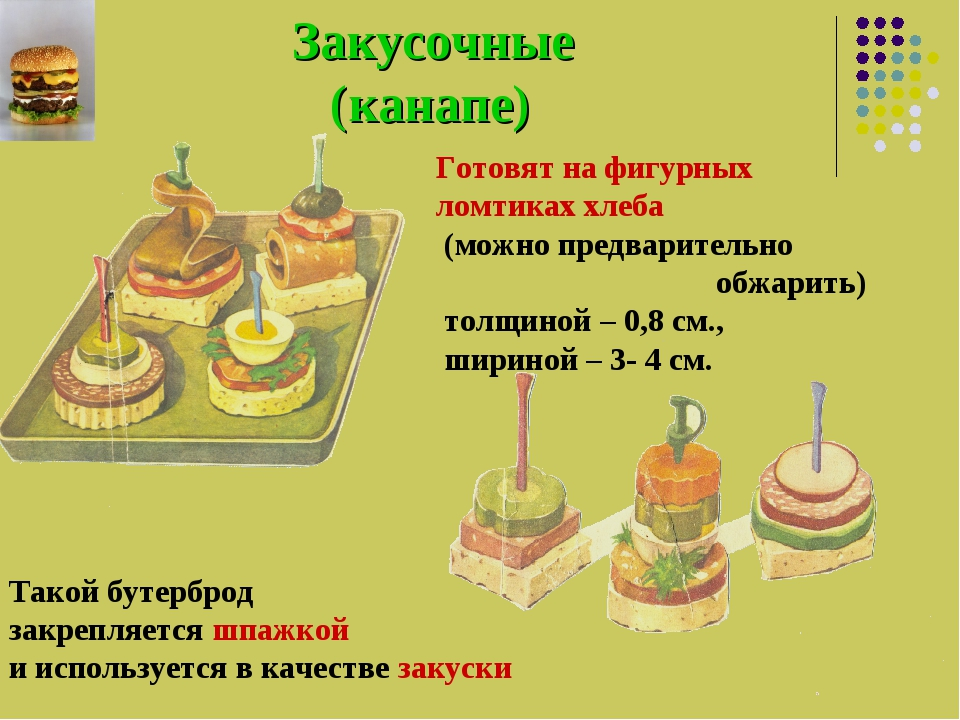 Закусочные
(канапе)
Готовят на фигурных
ломтиках хлеба
(можно предварительно
обжарить)
толщиной – 0,8 см.,
шириной – 3- 4 см.
Такой бутерброд
закрепляется шпажкой
и используется в качестве закуски